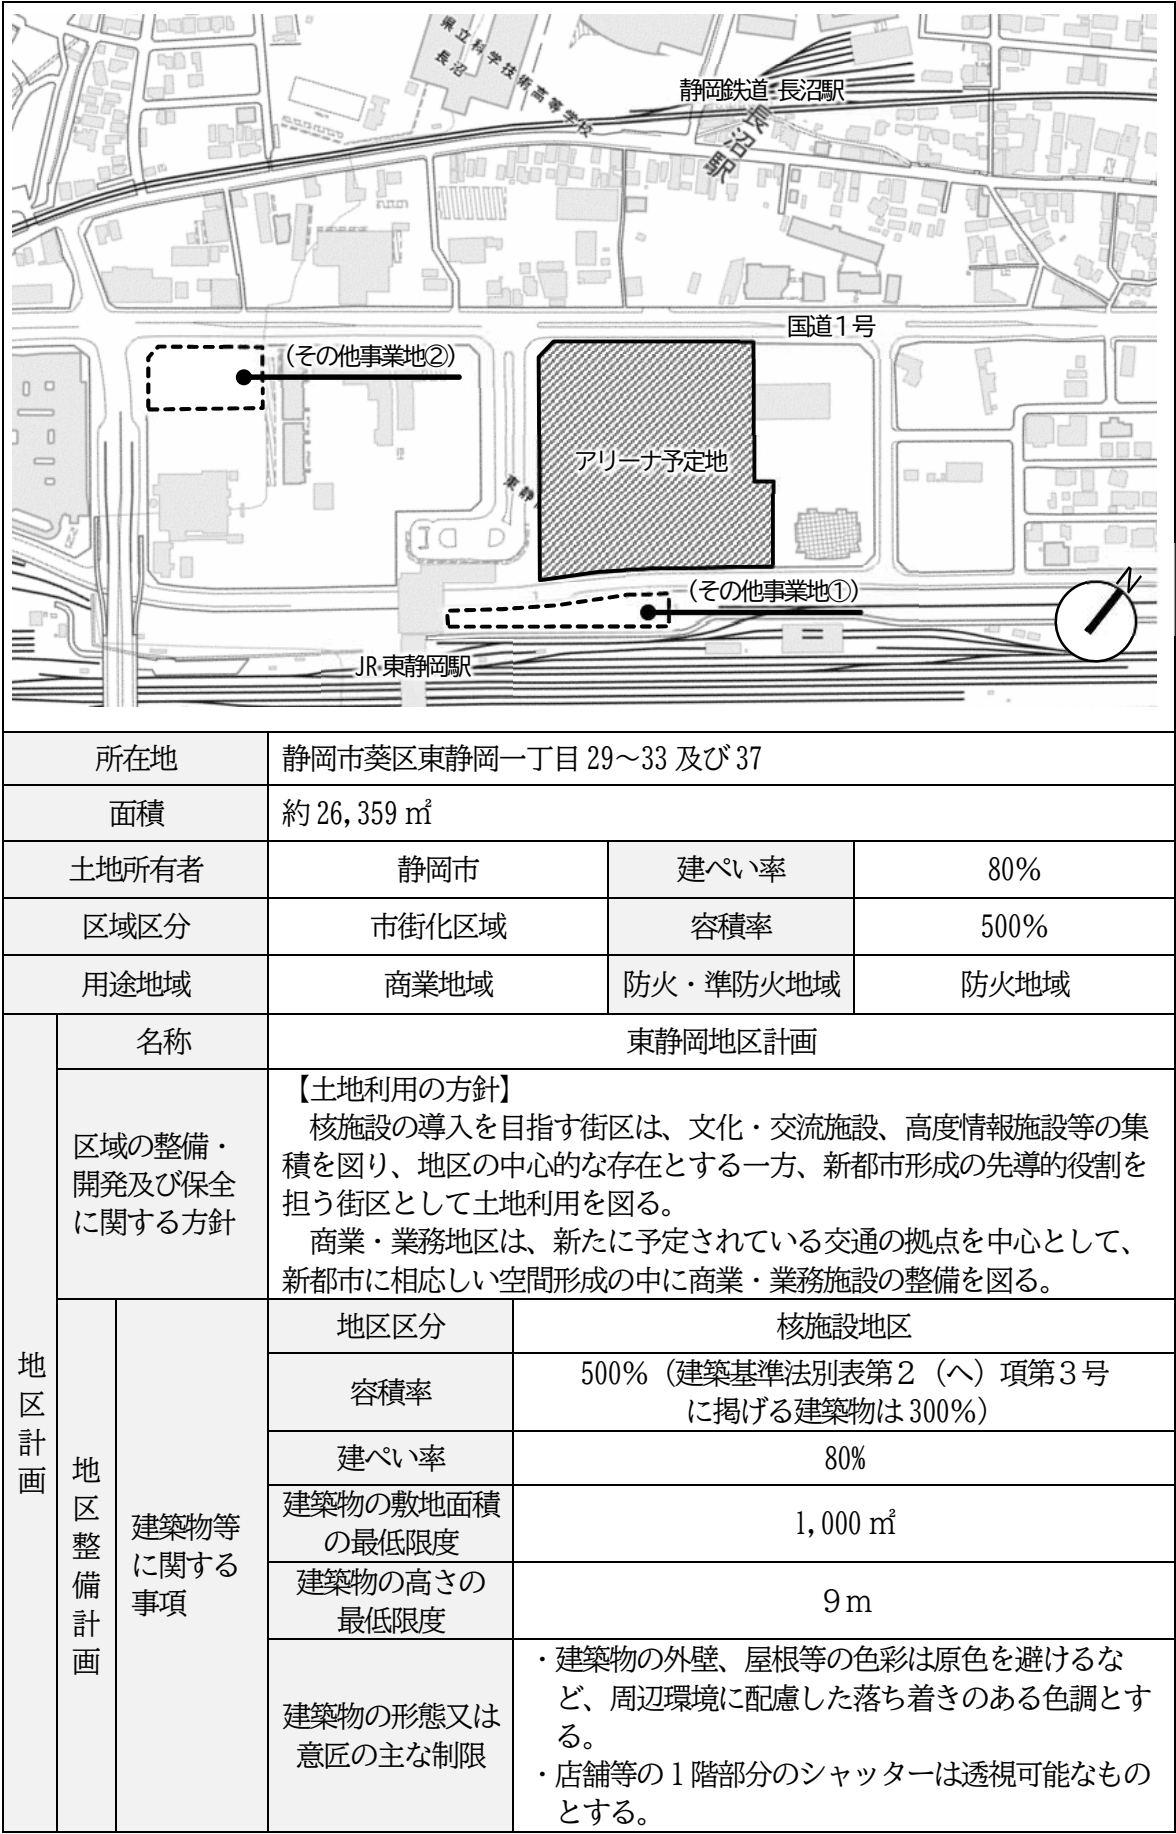 県立科学技術高等学校
長沼
静岡鉄道 長沼駅
長沼駅
国道１号
（その他事業地②）
アリーナ予定地
東静
（その他事業地①）
N
JR東静岡駅
所在地 静岡市葵区東静岡一丁目 29～33 及び 37
面積 約 26,359 ㎡
土地所有者 静岡市 建ぺい率 80％
区域区分 市街化区域 容積率 500％
用途地域 商業地域 防火・準防火地域 防火地域
地区計画
名称 東静岡地区計画
区域の整備・
開発及び保全
に関する方針
【土地利用の方針】
核施設の導入を目指す街区は、文化・交流施設、高度情報施設等の集
積を図り、地区の中心的な存在とする一方、新都市形成の先導的役割を
担う街区として土地利用を図る。
商業・業務地区は、新たに予定されている交通の拠点を中心として、
新都市に相応しい空間形成の中に商業・業務施設の整備を図る。
地区整備計画
建築物等
に関する
事項
地区区分 核施設地区
容積率
500％（建築基準法別表第２（へ）項第３号
に掲げる建築物は 300％）
建ぺい率 80%
建築物の敷地面積
の最低限度
1,000 ㎡
建築物の高さの
最低限度
９ｍ
建築物の形態又は
意匠の主な制限
・建築物の外壁、屋根等の色彩は原色を避けるな
ど、周辺環境に配慮した落ち着きのある色調とす
る。
・店舗等の１階部分のシャッターは透視可能なもの
とする。